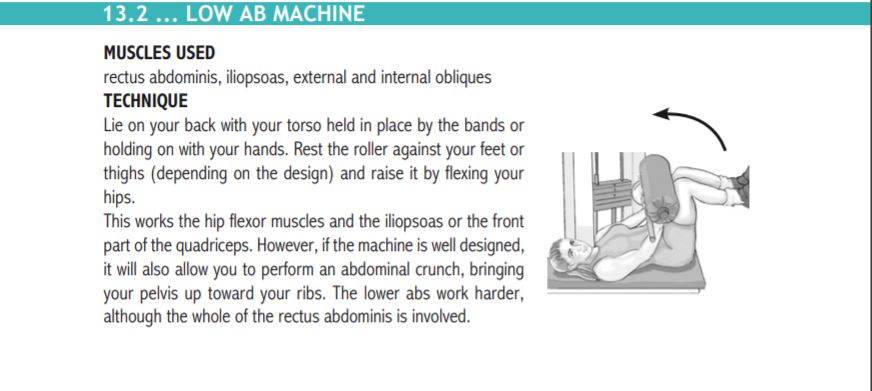 13.2 ... LOW AB MACHINE
MUSCLES USED
rectus abdominis, iliopsoas, external and internal obliques
TECHNIQUE
Lie on your back with your torso held in place by the bands or
holding on with your hands. Rest the roller against your feet or
thighs (depending on the design) and raise it by flexing your
hips.
This works the hip flexor muscles and the iliopsoas or the front
part of the quadriceps. However, if the machine is well designed,
it will also allow you to perform an abdominal crunch, bringing
your pelvis up toward your ribs. The lower abs work harder,
although the whole of the rectus abdominis is involved.